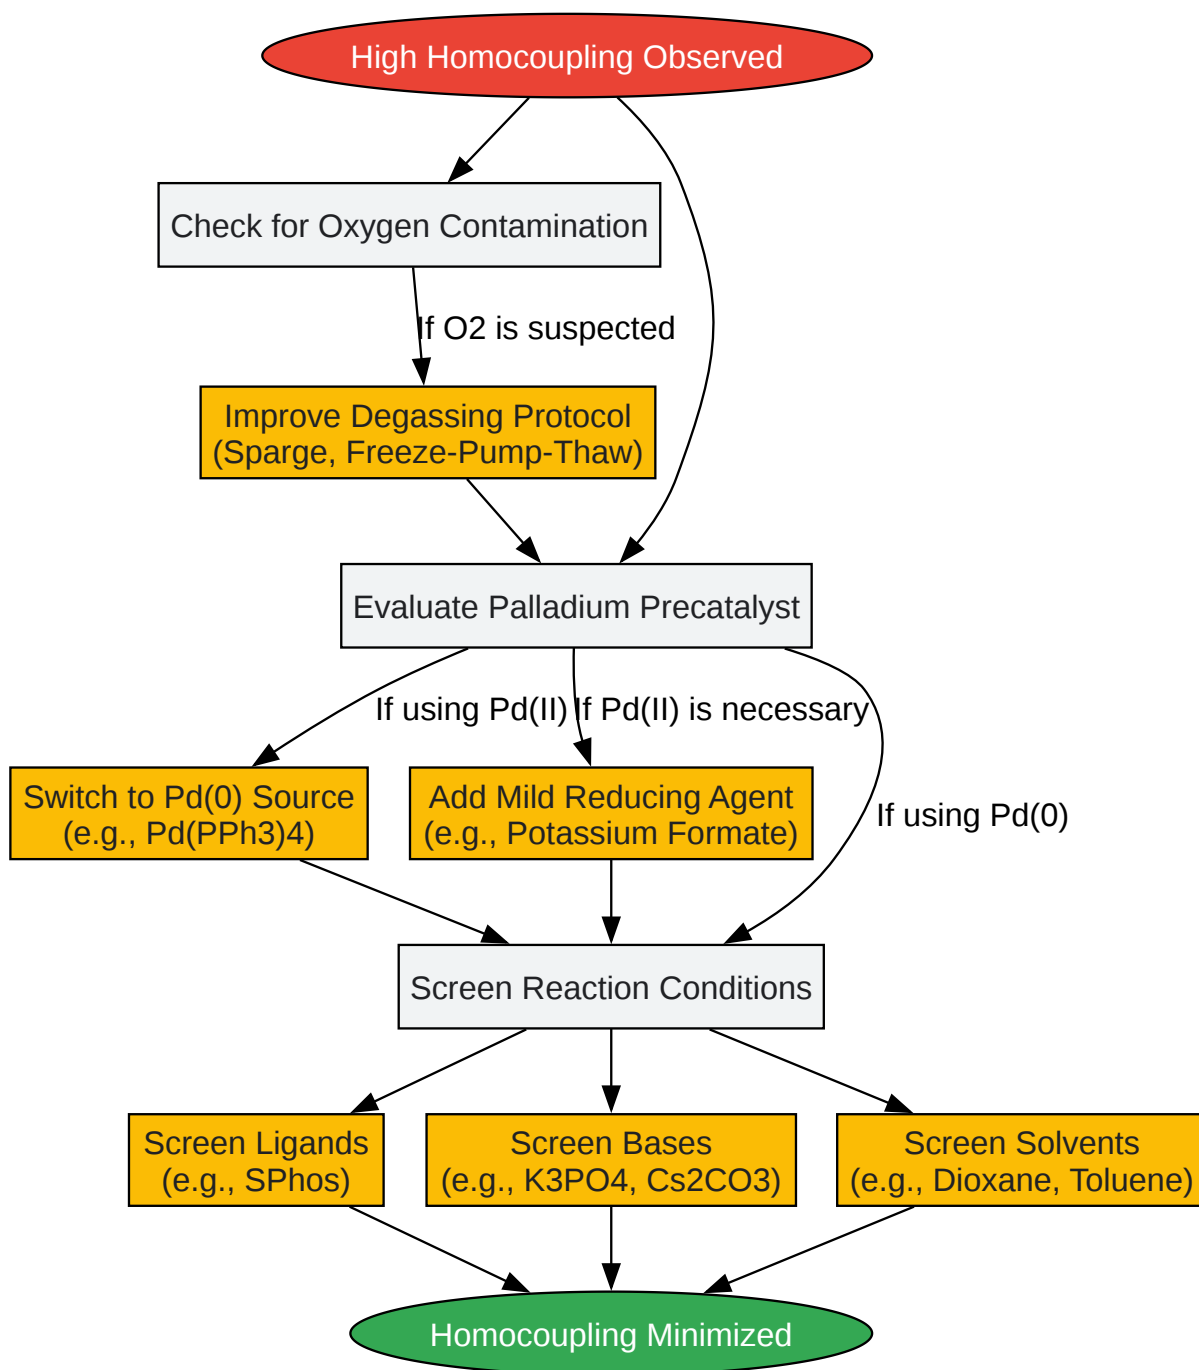 High Homocoupling Observed
Check for Oxygen Contamination
If O2 is suspected
Improve Degassing Protocol
(Sparge, Freeze-Pump-Thaw)
Evaluate Palladium Precatalyst
If using Pd(II)
If Pd(II) is necessary
Switch to Pd(0) Source
(e.g., Pd(PPh3)4)
Add Mild Reducing Agent
(e.g., Potassium Formate)
If using Pd(0)
Screen Reaction Conditions
Screen Ligands
(e.g., SPhos)
Screen Bases
(e.g., K3PO4, Cs2CO3)
Screen Solvents
(e.g., Dioxane, Toluene)
Homocoupling Minimized